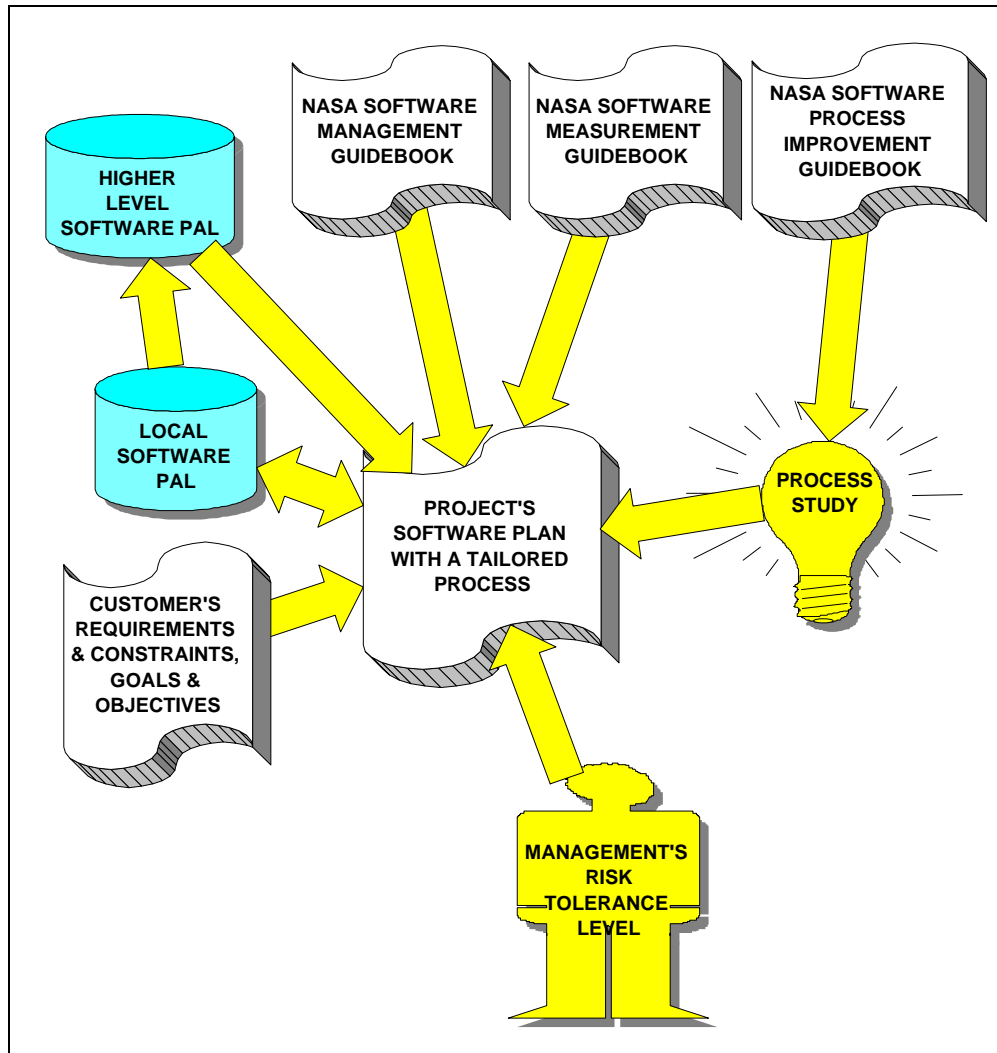 NASA SOFTWARE
MANAGEMENT
GUIDEBOOK
NASA SOFTWARE
MEASUREMENT
GUIDEBOOK
NASA SOFTWARE
PROCESS
IMPROVEMENT
GUIDEBOOK
HIGHER
LEVEL
SOFTWARE PAL
LOCAL
SOFTWARE
PAL
PROJECT'S
SOFTWARE PLAN
WITH A TAILORED
PROCESS
PROCESS
STUDY
CUSTOMER'S
REQUIREMENTS
& CONSTRAINTS,
GOALS &
OBJECTIVES
MANAGEMENT'S
RISK
TOLERANCE
LEVEL